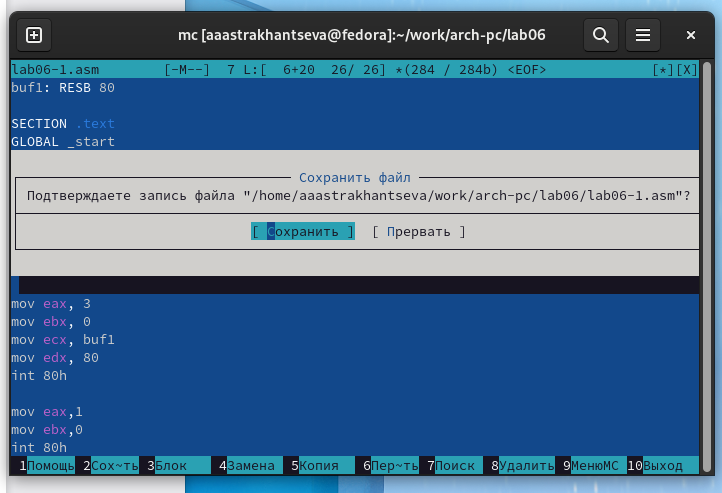 mc [aaastrakhantseva@fedora]:~/work/arch-pc/lab06
lab06-1.asm [-M--] 7 L:[ 6+20 26/ 26] *(284 / 284b) <EOF> [*][X]
buf1: RESB 80
SECTION .text
GLOBAL _start
Сохранить файл
Подтверждаете запись файла "/home/aaastrakhantseva/work/arch-pc/lab06/lab06-1.asm"?
[ Сохранить ] [ Прервать ]
mov eax, 3
mov ebx, 0
mov ecx, buf1
mov edx, 80
int 80h
mov eax,1
mov ebx,0
int 80h
1Помощь 2Сох~ть 3Блок 4Замена 5Копия 6Пер~ть 7Поиск 8Удалить 9МенюMC 10Выход